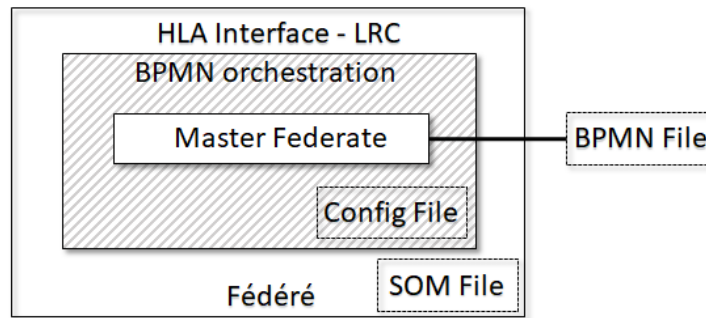 HLA Interface - LRC
BPMN orchestration
Master Federate
BPMN File
Config File
SOM File
Fédéré